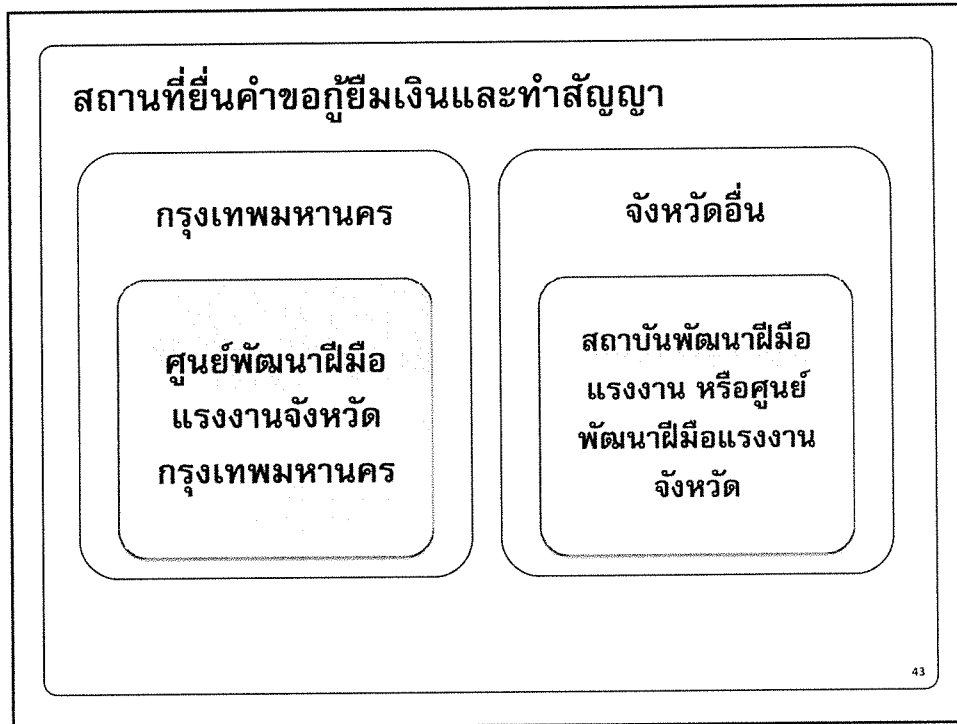 สถานที่ยื่นคำขอกู้ยืมเงินและทำสัญญา
กรุงเทพมหานคร
ศูนย์พัฒนาฝีมือ
แรงงานจังหวัด
กรุงเทพมหานคร
จังหวัดอื่น
สถาบันพัฒนาฝีมือ
แรงงาน หรือศูนย์
พัฒนาฝีมือแรงงาน
จังหวัด
43